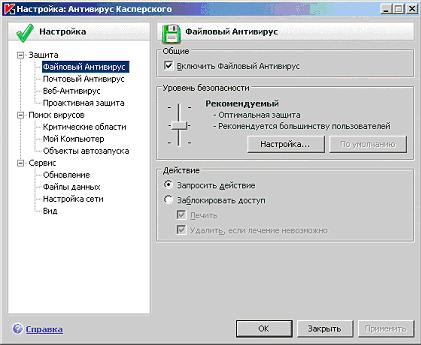 Настройка: Антивирус Касперского
Настройка
Защита
Файловый Антивирус
Почтовый Антивирус
Веб-Антивирус
Проактивная защита
Поиск вирусов
Критические области
Мой Компьютер
Объекты автозапуска
Сервис
Обновление
Файлы данных
Настройка сети
Вид
Файловый Антивирус
Общие
Включить Файловый Антивирус
Уровень безопасности
Рекомендуемый
- Оптимальная защита
- Рекомендуется большинству пользователей
Настройка... По умолчанию
Действие
Запросить действие
Заблокировать доступ
Лечить
Удалить, если лечение невозможно
Справка OK Закрыть Применить